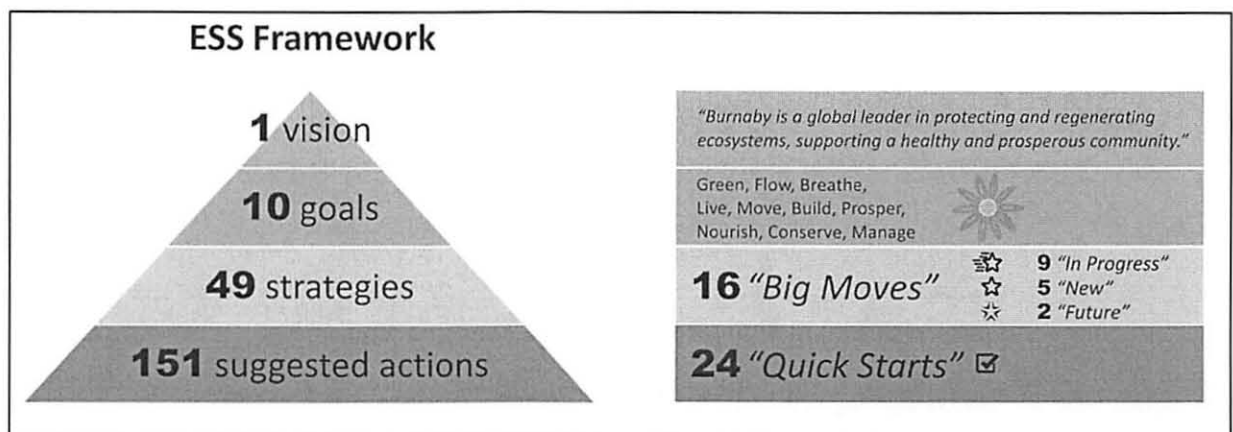 ESS Framework
1 vision
10 goals
49 strategies
151 suggested actions
"Burnaby is a global leader in protecting and regenerating
ecosystems, supporting a healthy and prosperous community."
Green, Flow, Breathe,
Live, Move, Build, Prosper,
Nourish, Conserve, Manage
16 "Big Moves"
9 "In Progress"
5 "New"
2 "Future"
24 "Quick Starts"